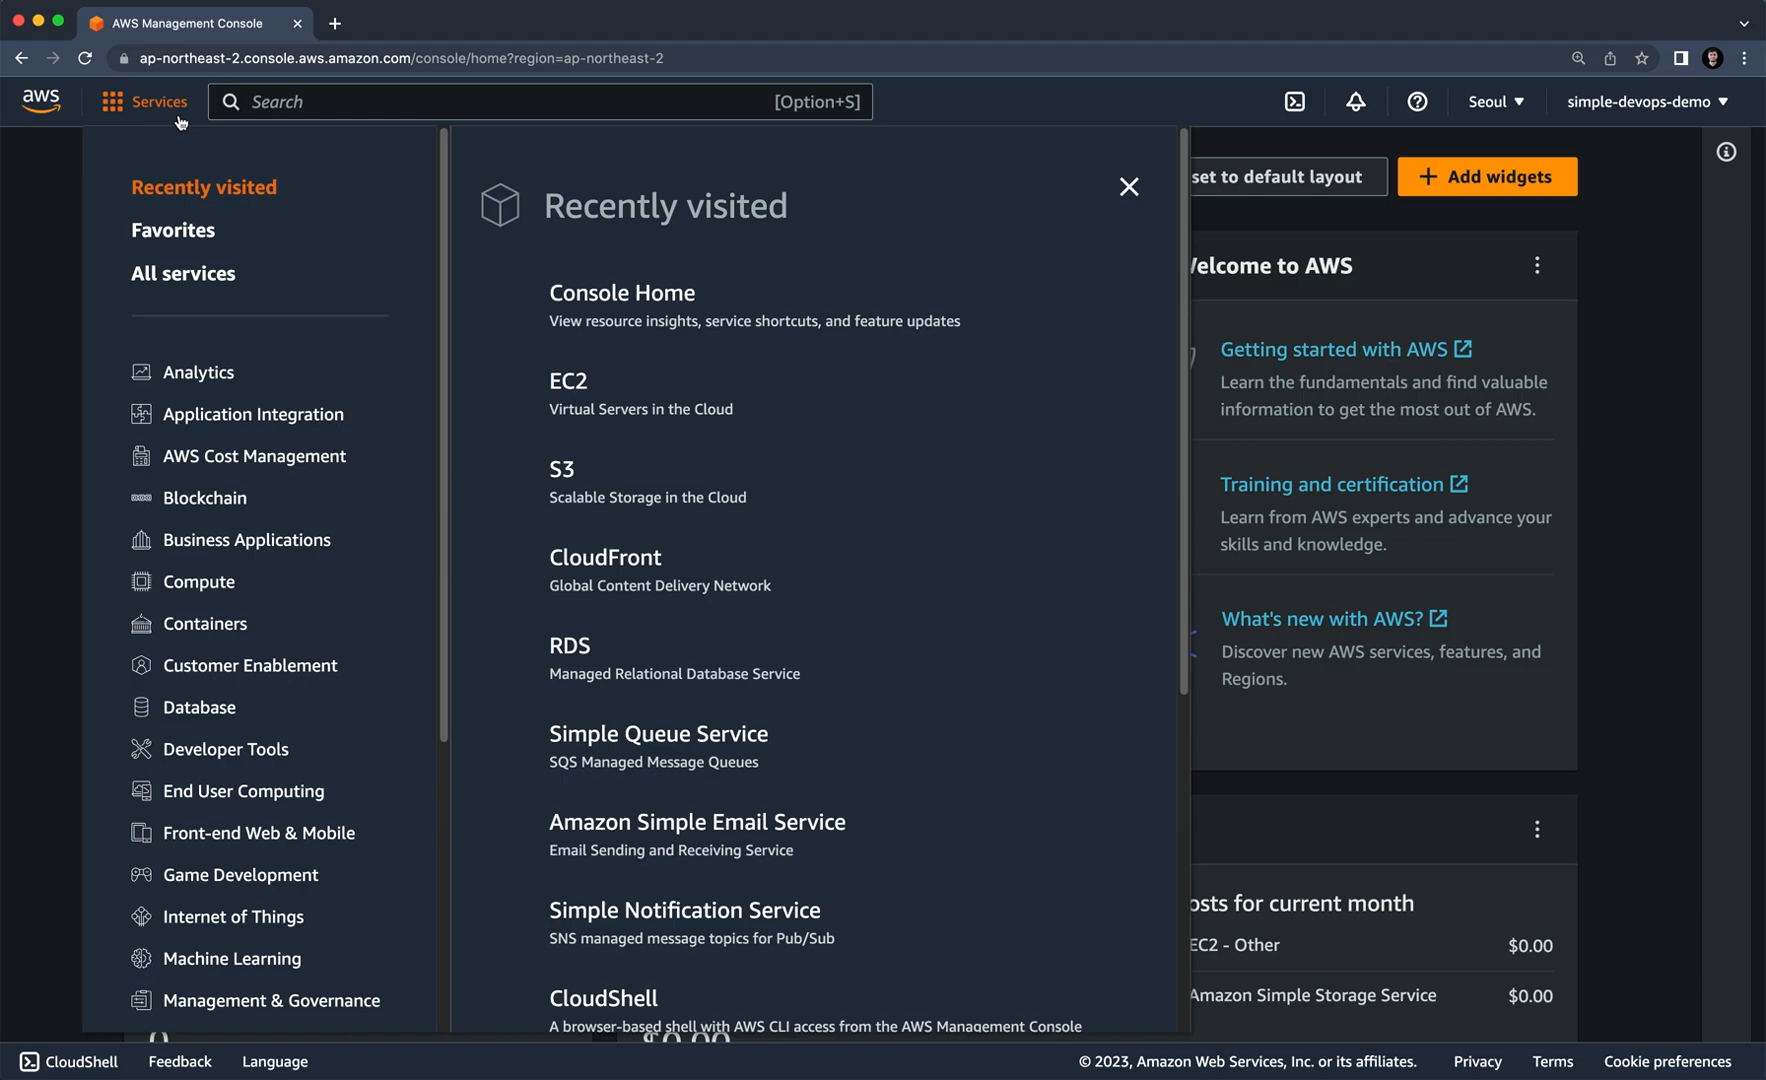 AWS Management Console
ap-northeast-2.console.aws.amazon.com/console/home?region=ap-northeast-2
aws
Services
Search
[Option+S]
Seoul
simple-devops-demo
Recently visited
Favorites
All services
Analytics
Application Integration
AWS Cost Management
Blockchain
Business Applications
Compute
Containers
Customer Enablement
Database
Developer Tools
End User Computing
Front-end Web & Mobile
Game Development
Internet of Things
Machine Learning
Management & Governance
Recently visited
Console Home
View resource insights, service shortcuts, and feature updates
EC2
Virtual Servers in the Cloud
S3
Scalable Storage in the Cloud
CloudFront
Global Content Delivery Network
RDS
Managed Relational Database Service
Simple Queue Service
SQS Managed Message Queues
Amazon Simple Email Service
Email Sending and Receiving Service
Simple Notification Service
SNS managed message topics for Pub/Sub
CloudShell
A browser-based shell with AWS CLI access from the AWS Management Console
set to default layout
Add widgets
elcome to AWS
Getting started with AWS
Learn the fundamentals and find valuable
information to get the most out of AWS.
Training and certification
Learn from AWS experts and advance your
skills and knowledge.
What's new with AWS?
Discover new AWS services, features, and
Regions.
osts for current month
EC2 - Other
$0.00
Amazon Simple Storage Service
$0.00
CloudShell
Feedback
Language
© 2023, Amazon Web Services, Inc. or its affiliates.
Privacy
Terms
Cookie preferences